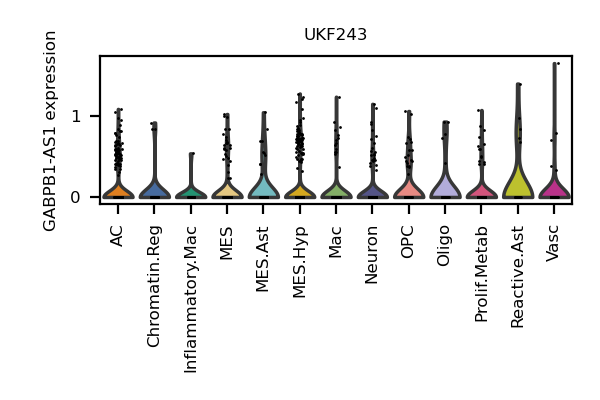 UKF243
GABPB1-AS1 expression
1
0
AC
Chromatin.Reg
Inflammatory.Mac
MES
MES.Ast
MES.Hyp
Mac
Neuron
OPC
Oligo
Prolif.Metab
Reactive.Ast
Vasc